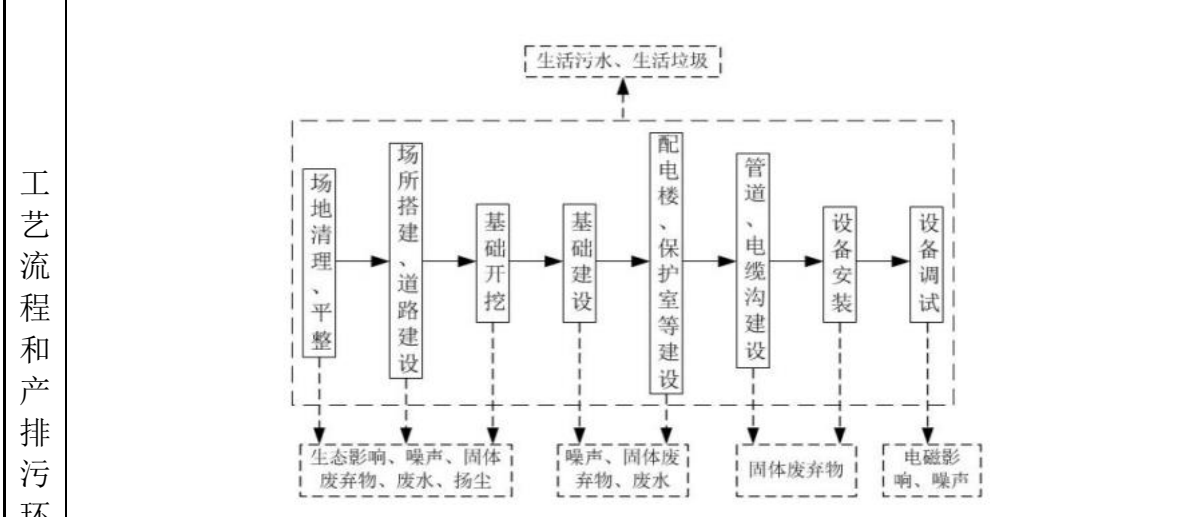 工艺流程和产排污环
生活污水、生活垃圾
场地清理、平整
场所搭建、道路建设
基础开挖
基础建设
配电楼、保护室等建设
管道、电缆沟建设
设备安装
设备调试
生态影响、噪声、固体
废弃物、废水、扬尘
噪声、固体废
弃物、废水
固体废弃物
电磁影
响、噪声